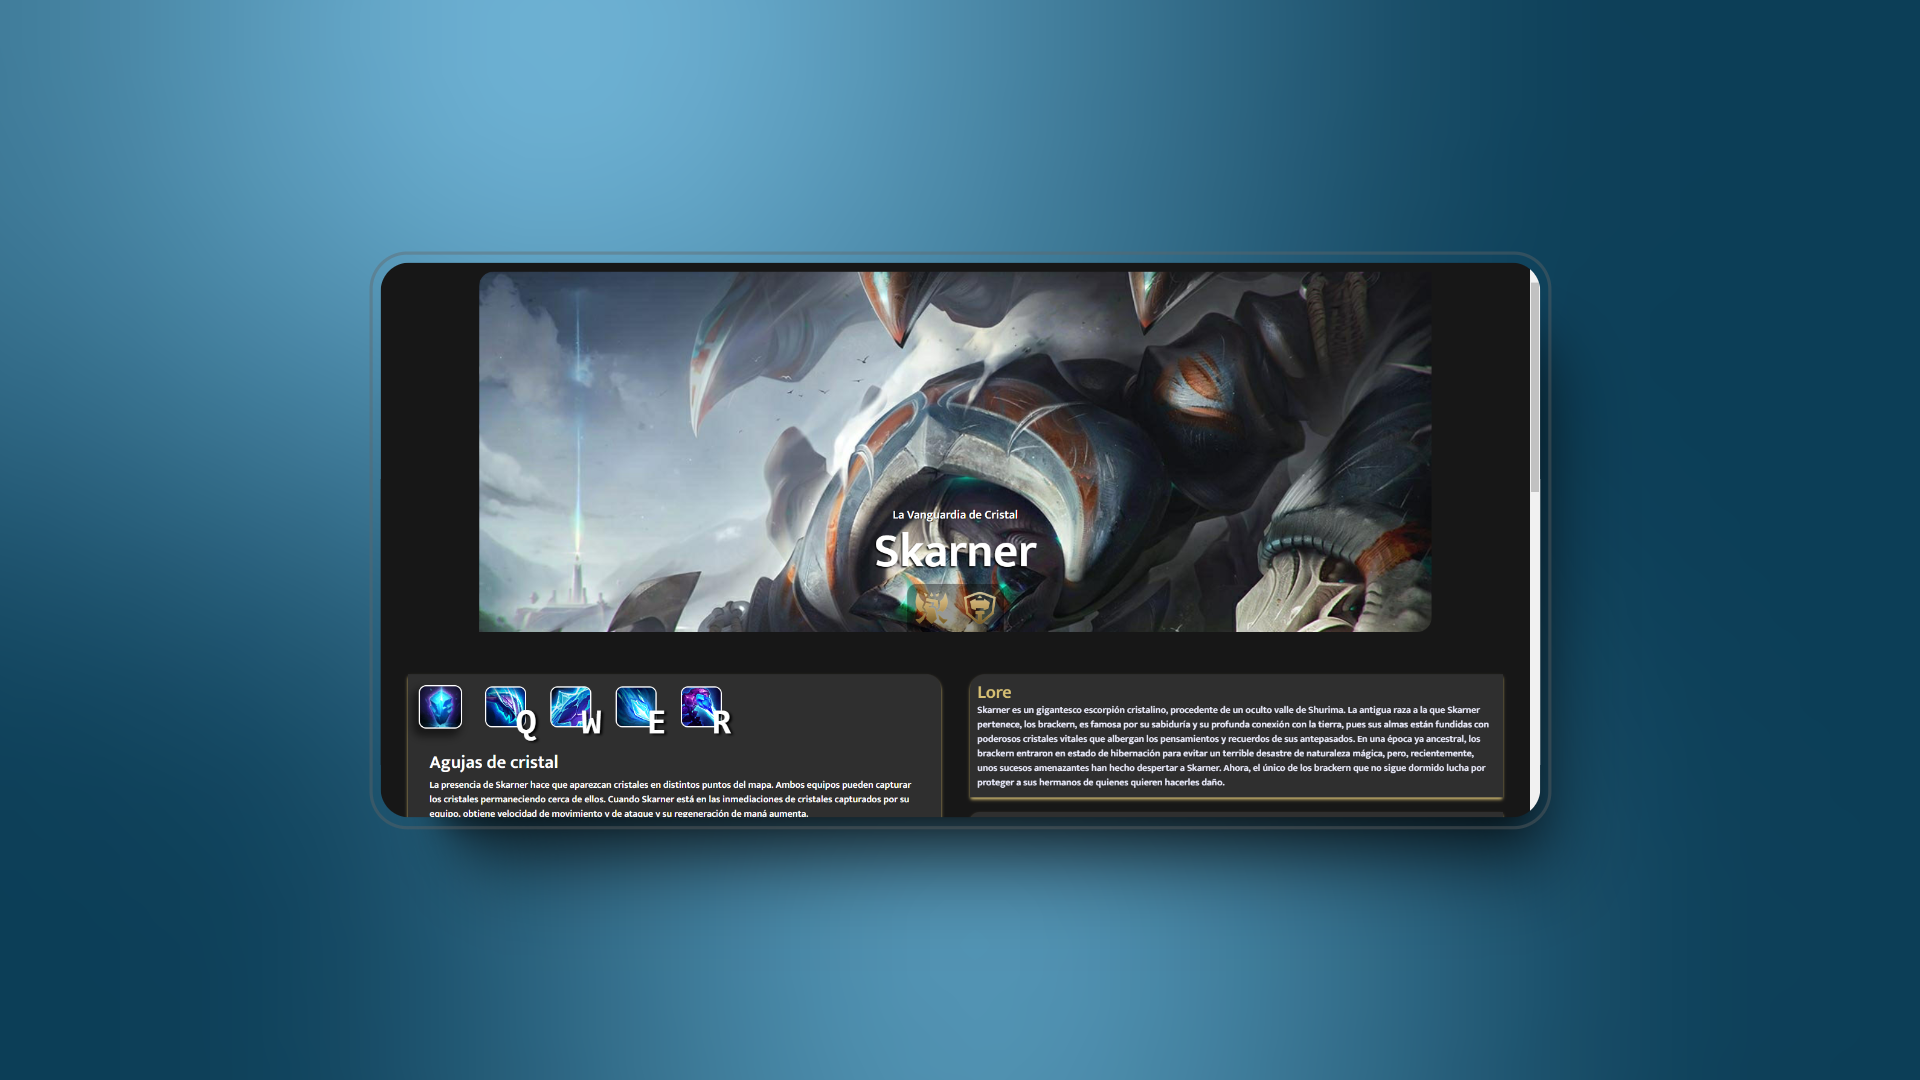 La Vanguardia de Cristal
Skarner
Q W E R
Agujas de cristal
La presencia de Skarner hace que aparezcan cristales en distintos puntos del mapa. Ambos equipos pueden capturar
los cristales permaneciendo cerca de ellos. Cuando Skarner está en las inmediaciones de cristales capturados por su
equipo, obtiene velocidad de movimiento y de ataque y su regeneración de maná aumenta.
Lore
Skarner es un gigantesco escorpión cristalino, procedente de un oculto valle de Shurima. La antigua raza a la que Skarner
pertenece, los brackern, es famosa por su sabiduría y su profunda conexión con la tierra, pues sus almas están fundidas con
poderosos cristales vitales que albergan los pensamientos y recuerdos de sus antepasados. En una época ya ancestral, los
brackern entraron en estado de hibernación para evitar un terrible desastre de naturaleza mágica, pero, recientemente,
unos sucesos amenazantes han hecho despertar a Skarner. Ahora, el único de los brackern que no sigue dormido lucha por
proteger a sus hermanos de quienes quieren hacerles daño.